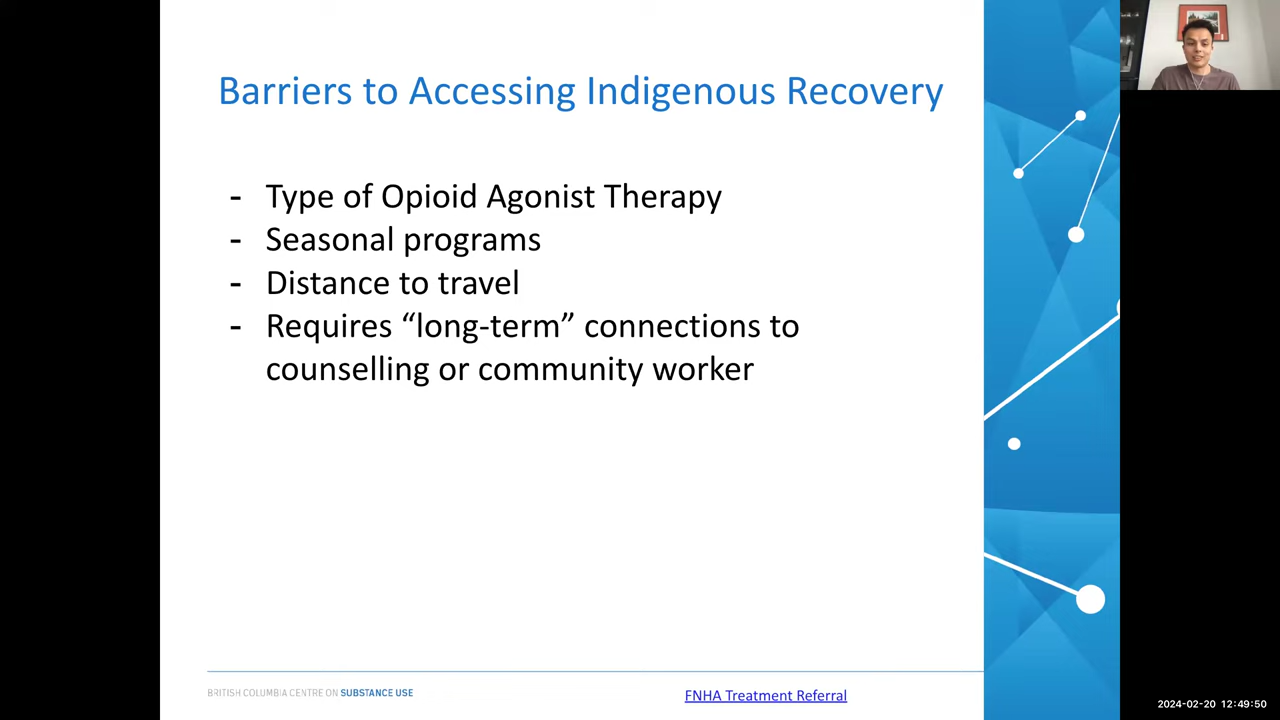 Barriers to Accessing Indigenous Recovery
- Type of Opioid Agonist Therapy
- Seasonal programs
- Distance to travel
- Requires “long-term” connections to
counselling or community worker
BRITISH COLUMBIA CENTRE ON SUBSTANCE USE
FNHA Treatment Referral
2024-02-20 12:49:50